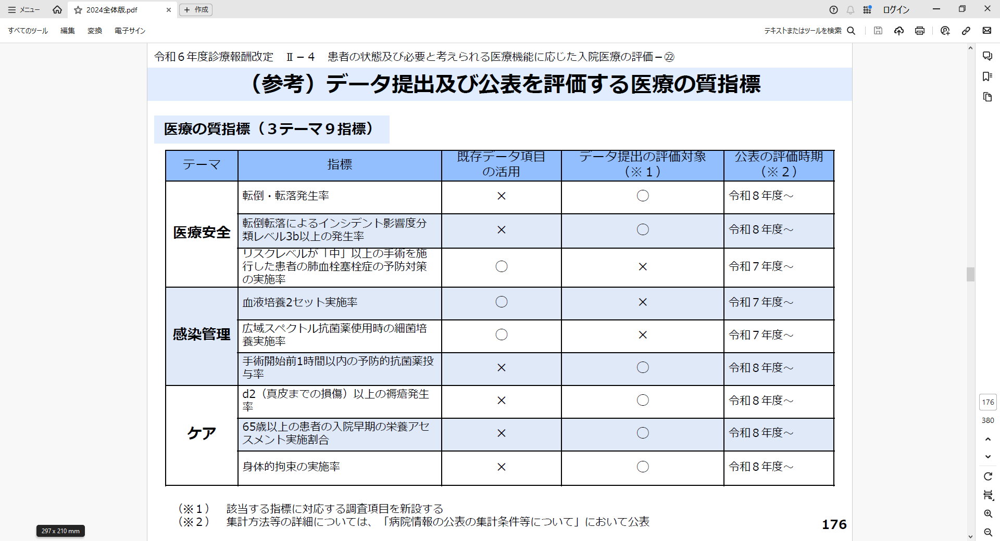 メニュー
2024全体版.pdf
作成
ログイン
すべてのツール 編集 変換 電子サイン
テキストまたはツールを検索
令和６年度診療報酬改定 Ⅱ－４ 患者の状態及び必要と考えられる医療機能に応じた入院医療の評価－㉒
（参考）データ提出及び公表を評価する医療の質指標
医療の質指標（３テーマ９指標）
テーマ
指標
既存データ項目
の活用
データ提出の評価対象
（※１）
公表の評価時期
（※２）
医療安全
転倒・転落発生率
×
〇
令和８年度～
転倒転落によるインシデント影響度分
類レベル3b以上の発生率
×
〇
令和８年度～
リスクレベルが「中」以上の手術を施
行した患者の肺血栓塞栓症の予防対策
の実施率
〇
×
令和７年度～
感染管理
血液培養2セット実施率
〇
×
令和７年度～
広域スペクトル抗菌薬使用時の細菌培
養実施率
〇
×
令和７年度～
手術開始前1時間以内の予防的抗菌薬投
与率
×
〇
令和８年度～
ケア
d2（真皮までの損傷）以上の褥瘡発生
率
×
〇
令和８年度～
65歳以上の患者の入院早期の栄養アセ
スメント実施割合
×
〇
令和８年度～
身体的拘束の実施率
×
〇
令和８年度～
（※１） 該当する指標に対応する調査項目を新設する
（※２） 集計方法等の詳細については、「病院情報の公表の集計条件等について」において公表
176
297 x 210 mm
176
380